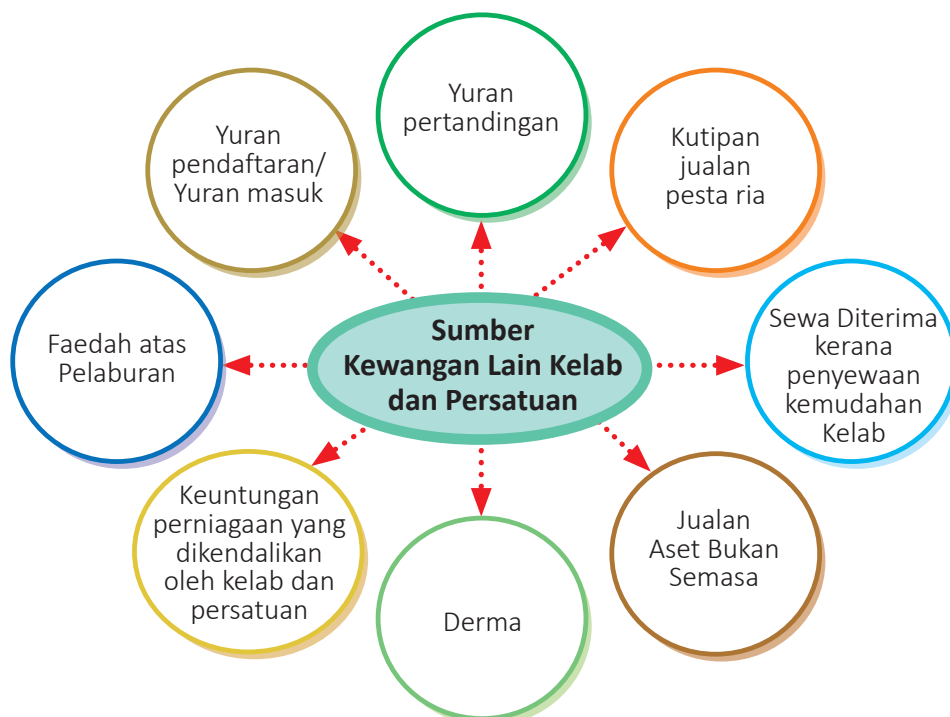 Yuran
pertandingan
Yuran
pendaftaran/
Yuran masuk
Kutipan
jualan
pesta ria
Faedah atas
Pelaburan
Sumber
Kewangan Lain Kelab
dan Persatuan
Sewa Diterima
kerana
penyewaan
kemudahan
Kelab
Keuntungan
perniagaan yang
dikendalikan
oleh kelab dan
persatuan
Derma
Jualan
Aset Bukan
Semasa